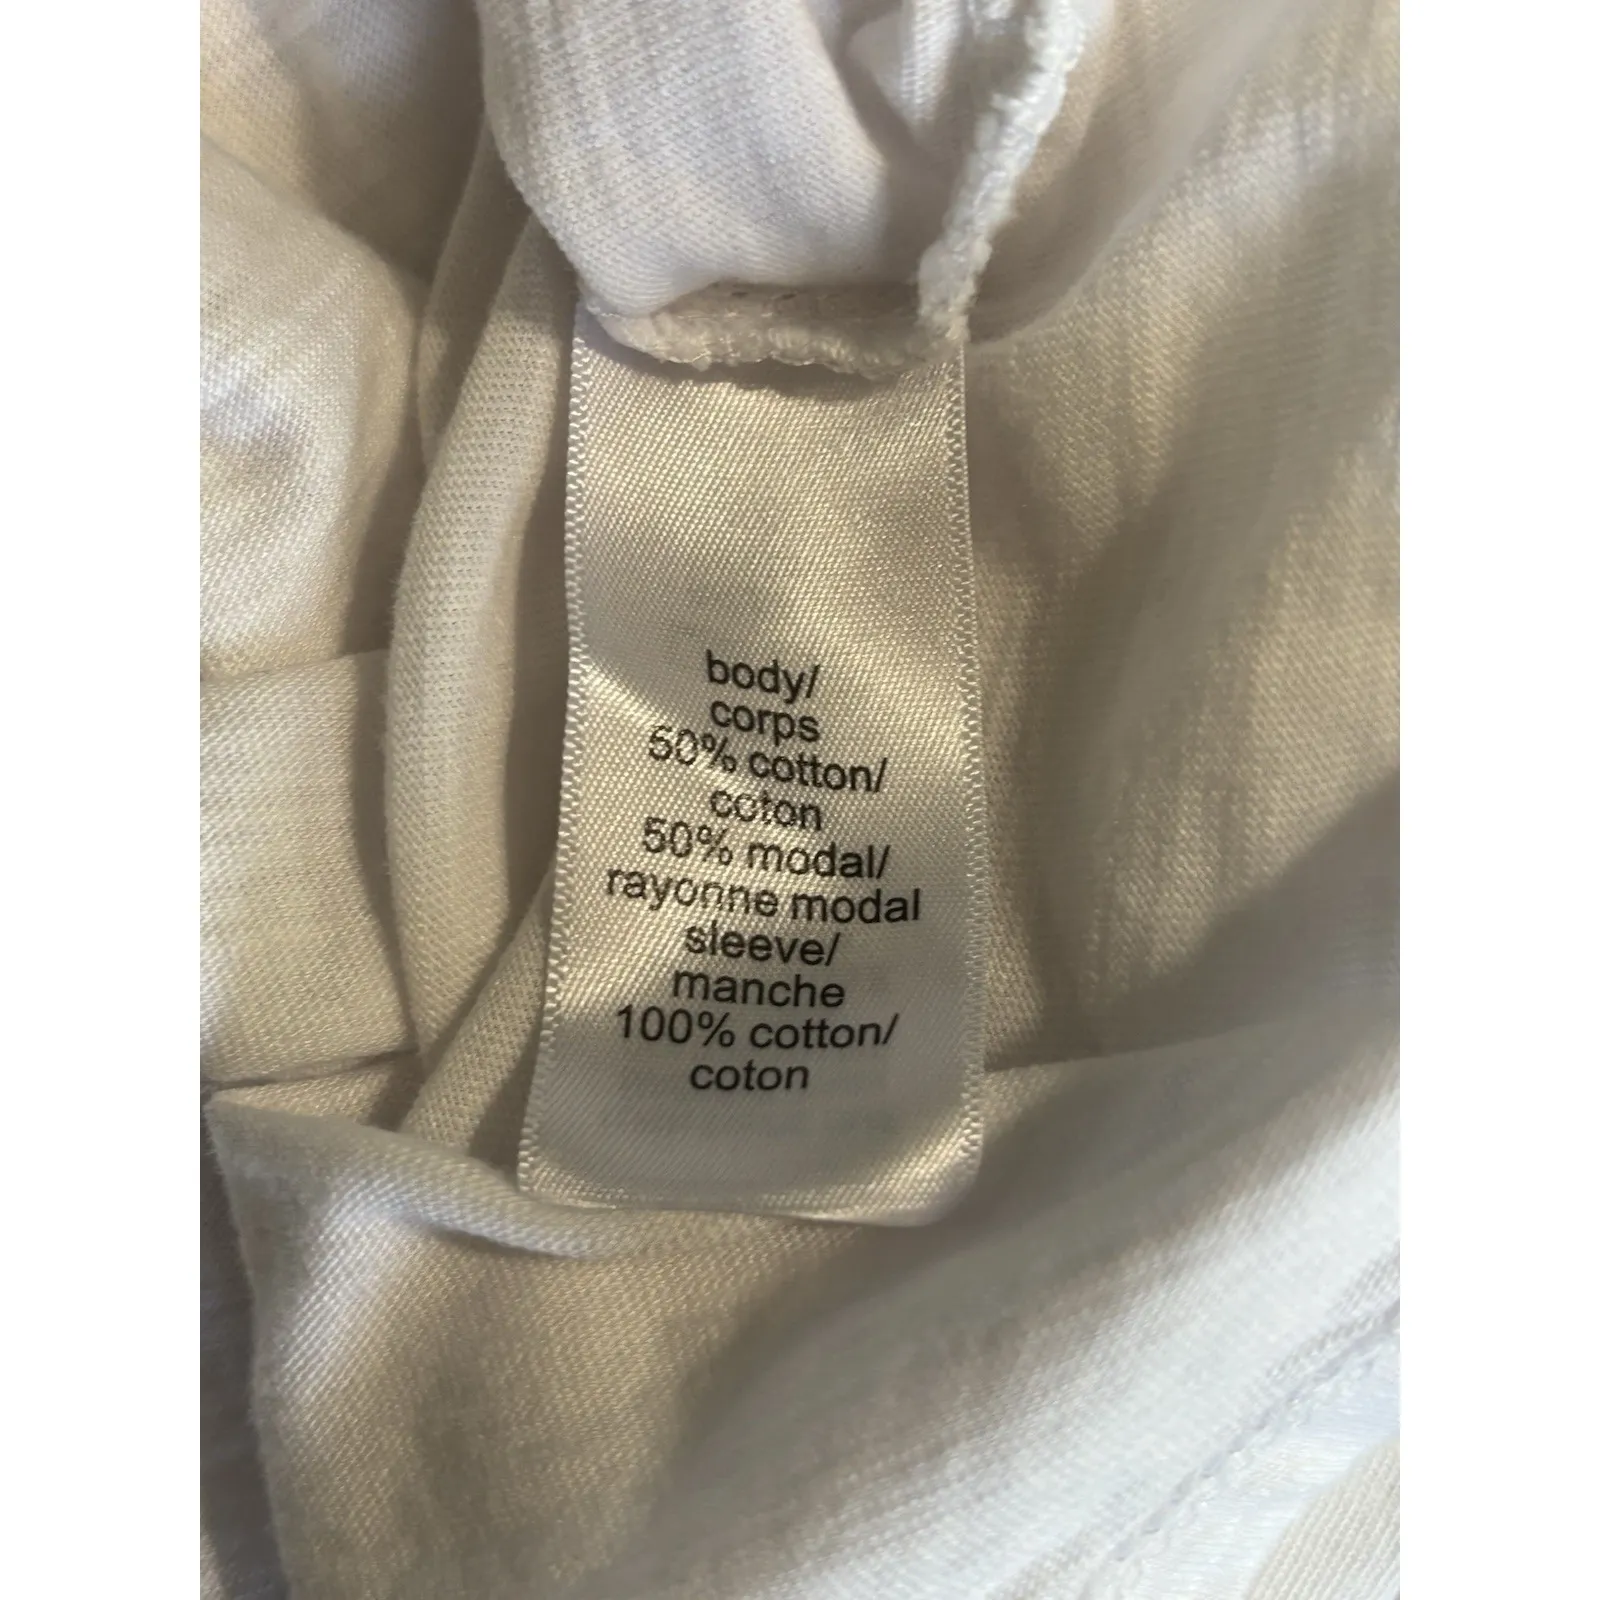 body/
corps
50% cotton/
coton
50% modal/
rayonne modal
sleeve/
manche
100% cotton/
coton